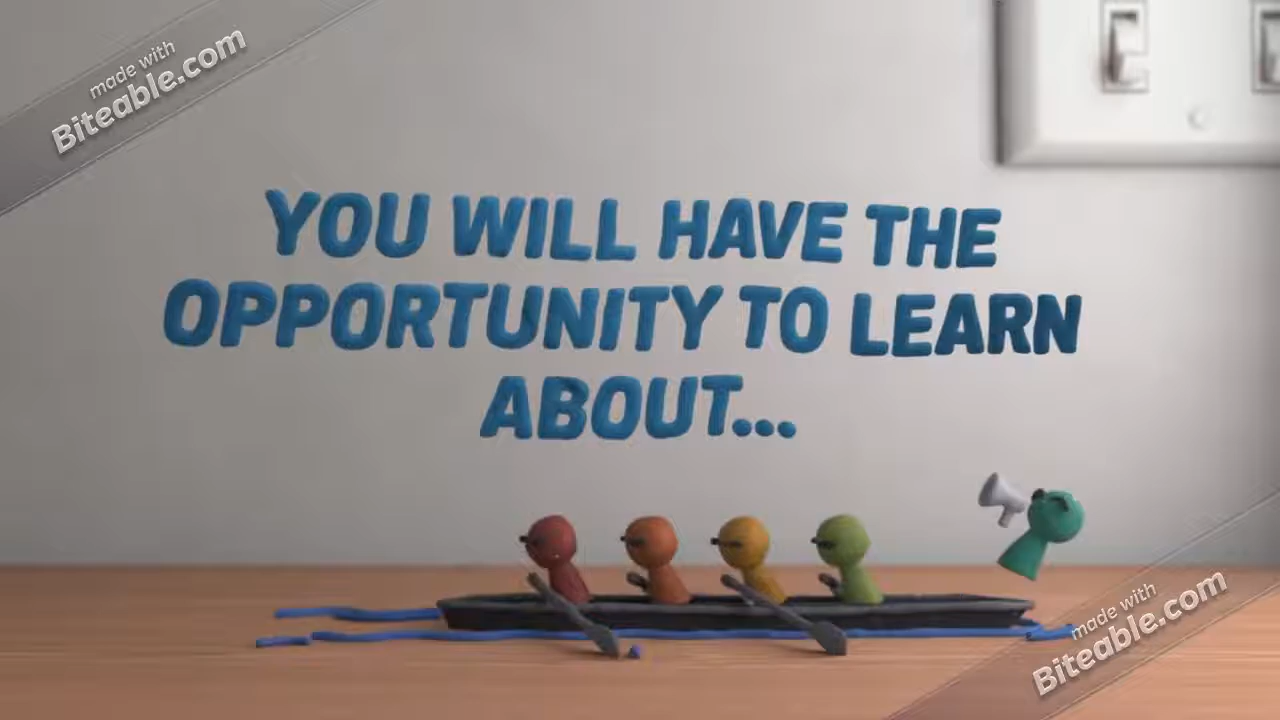 made with
Biteable.com
YOU WILL HAVE THE
OPPORTUNITY TO LEARN
ABOUT...
made with
Biteable.com